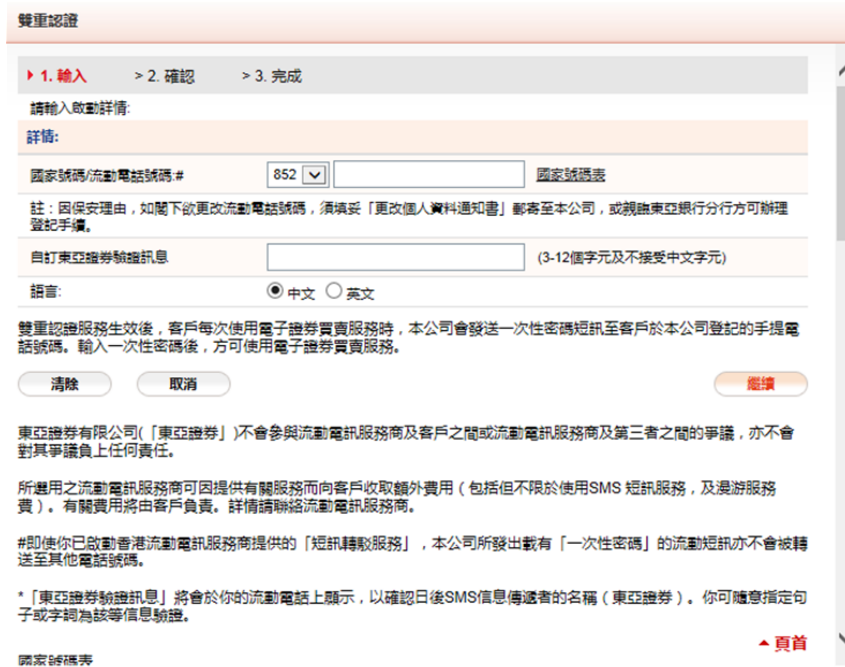 雙重認證
1. 輸入 > 2. 確認 > 3. 完成
請輸入啟動詳情:
詳情:
國家號碼/流動電話號碼:# 852 國家號碼表
註：因保安理由，如閣下欲更改流動電話號碼，須填妥「更改個人資料通知書」郵寄至本公司，或親臨東亞銀行分行方可辦理
登記手續。
自訂東亞證券驗證訊息 (3-12個字元及不接受中文字元)
語言: 中文 英文
雙重認證服務生效後，客戶每次使用電子證券買賣服務時，本公司會發送一次性密碼短訊至客戶於本公司登記的手提電
話號碼。輸入一次性密碼後，方可使用電子證券買賣服務。
清除 取消 繼續
東亞證券有限公司(「東亞證券」)不會參與流動電訊服務商及客戶之間或流動電訊服務商及第三者之間的爭議，亦不會
對其爭議負上任何責任。
所選用之流動電訊服務商可因提供有關服務而向客戶收取額外費用（包括但不限於使用SMS 短訊服務，及漫游服務
費）。有關費用將由客戶負責。詳情請聯絡流動電訊服務商。
#即使你已啟動香港流動電訊服務商提供的「短訊轉駁服務」，本公司所發出載有「一次性密碼」的流動短訊亦不會被轉
送至其他電話號碼。
*「東亞證券驗證訊息」將會於你的流動電話上顯示，以確認日後SMS信息傳遞者的名稱（東亞證券）。你可隨意指定句
子或字詞為該等信息驗證。
頁首
國家號碼表